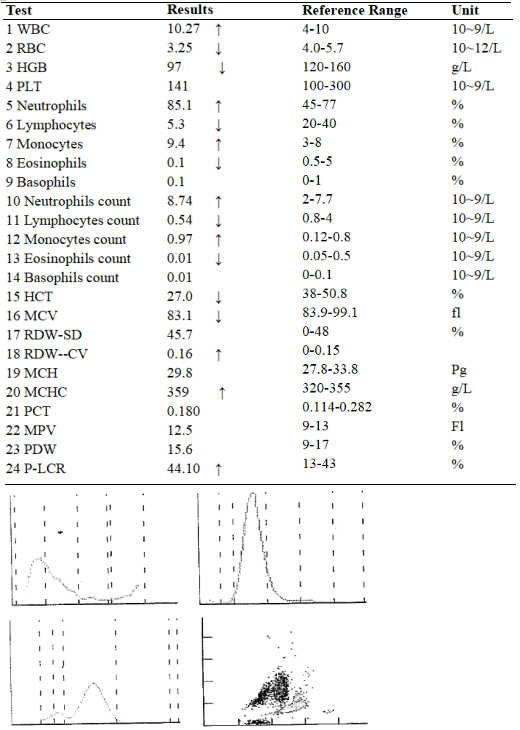 Test Results Reference Range Unit
1 WBC 10.27 ↑ 4-10 10~9/L
2 RBC 3.25 ↓ 4.0-5.7 10~12/L
3 HGB 97 ↓ 120-160 g/L
4 PLT 141 100-300 10~9/L
5 Neutrophils 85.1 ↑ 45-77 %
6 Lymphocytes 5.3 ↓ 20-40 %
7 Monocytes 9.4 ↑ 3-8 %
8 Eosinophils 0.1 ↓ 0.5-5 %
9 Basophils 0.1 0-1 %
10 Neutrophils count 8.74 ↑ 2-7.7 10~9/L
11 Lymphocytes count 0.54 ↓ 0.8-4 10~9/L
12 Monocytes count 0.97 ↑ 0.12-0.8 10~9/L
13 Eosinophils count 0.01 ↓ 0.05-0.5 10~9/L
14 Basophils count 0.01 0-0.1 10~9/L
15 HCT 27.0 ↓ 38-50.8 %
16 MCV 83.1 ↓ 83.9-99.1 fl
17 RDW-SD 45.7 0-48 %
18 RDW--CV 0.16 ↑ 0-0.15
19 MCH 29.8 27.8-33.8 Pg
20 MCHC 359 ↑ 320-355 g/L
21 PCT 0.180 0.114-0.282 %
22 MPV 12.5 9-13 Fl
23 PDW 15.6 9-17 %
24 P-LCR 44.10 ↑ 13-43 %